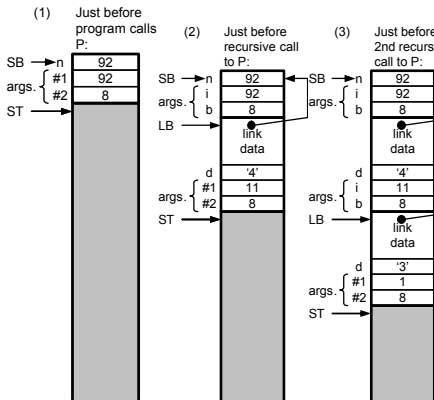 (1) Just before
program calls
P:
SB n 92
args. #1 92
#2 8
ST
(2) Just before
recursive call
to P:
SB n 92
args. i 92
b 8
LB
link
data
d '4'
args. #1 11
#2 8
ST
(3) Just before
2nd recurs
call to P:
SB n 92
args. i 92
b 8
link
data
d '4'
args. i 11
b 8
LB
link
data
d '3'
args. #1 1
#2 8
ST